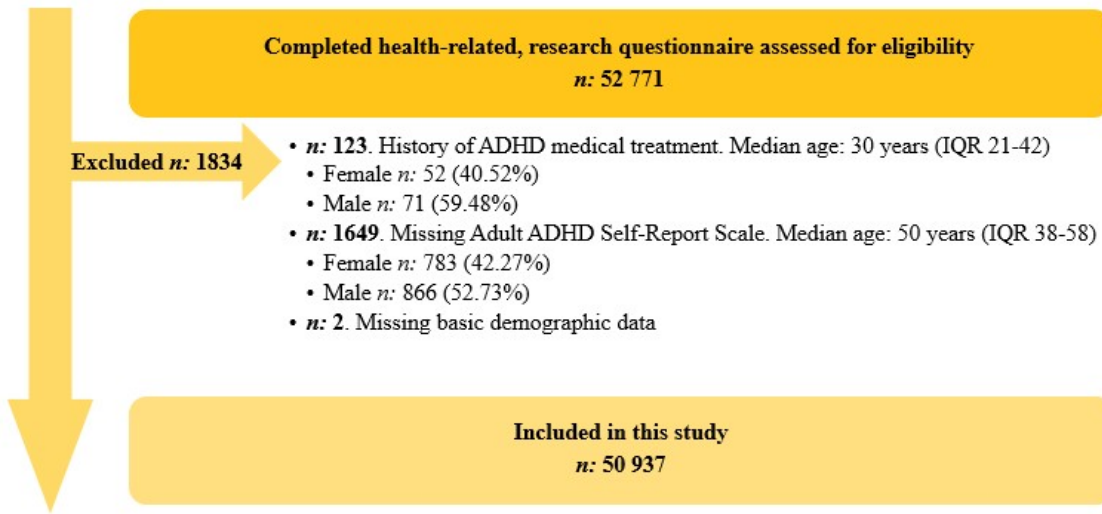 Completed health-related, research questionnaire assessed for eligibility
n: 52 771
Excluded n: 1834
• n: 123. History of ADHD medical treatment. Median age: 30 years (IQR 21-42)
• Female n: 52 (40.52%)
• Male n: 71 (59.48%)
• n: 1649. Missing Adult ADHD Self-Report Scale. Median age: 50 years (IQR 38-58)
• Female n: 783 (42.27%)
• Male n: 866 (52.73%)
• n: 2. Missing basic demographic data
Included in this study
n: 50 937